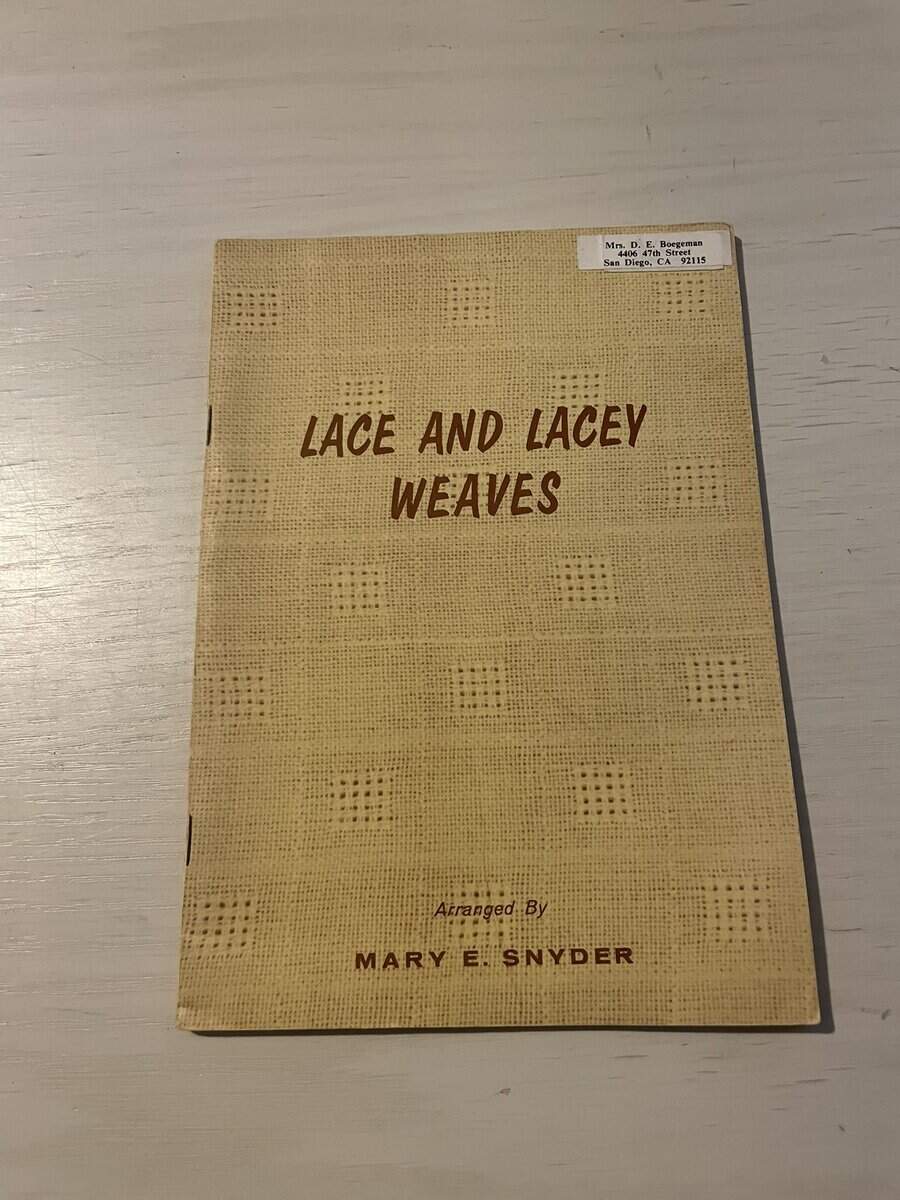 Mrs. D. E. Boegeman
4406 47th Street
San Diego, CA 92115
LACE AND LACEY
WEAVES
Arranged By
MARY E. SNYDER